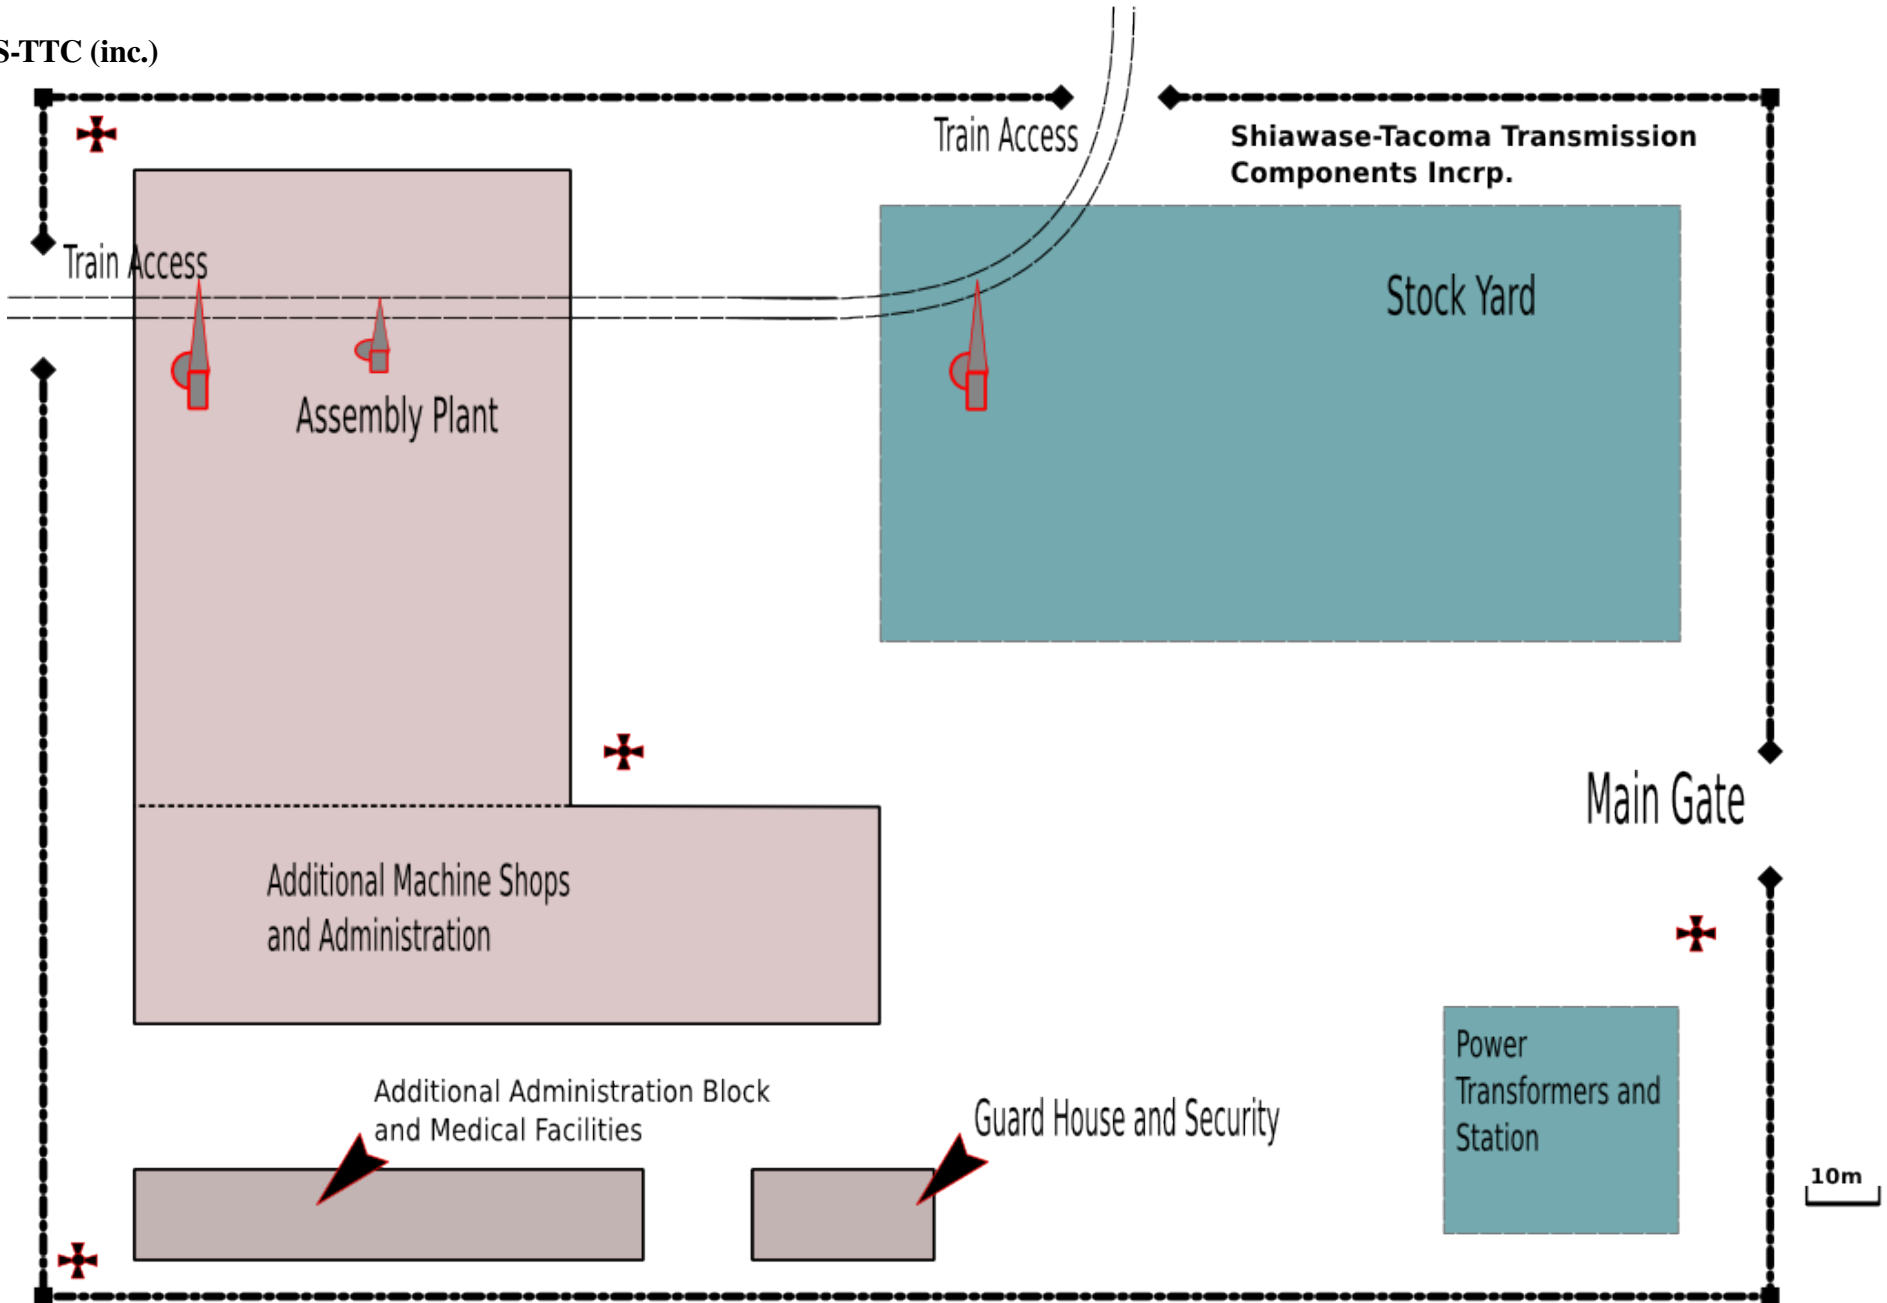 S-TTC (inc.)
Train Access
Shiawase-Tacoma Transmission
Components Incrp.
Train Access
Stock Yard
Assembly Plant
Main Gate
Additional Machine Shops
and Administration
Power
Transformers and
Station
Additional Administration Block
and Medical Facilities
Guard House and Security
10m